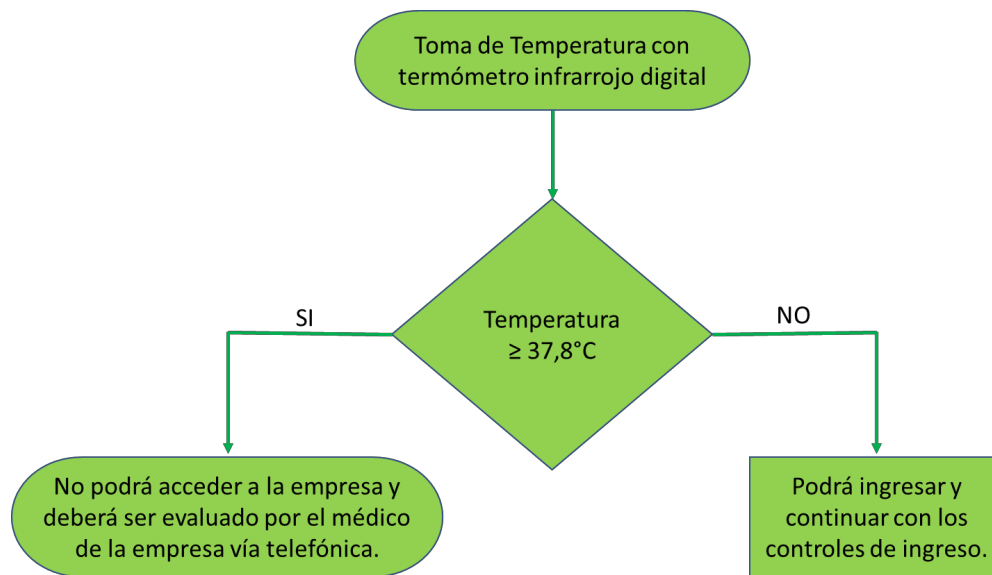 Toma de Temperatura con
termómetro infrarrojo digital
SI
NO
Temperatura
≥ 37,8°C
No podrá acceder a la empresa y
deberá ser evaluado por el médico
de la empresa vía telefónica.
Podrá ingresar y
continuar con los
controles de ingreso.